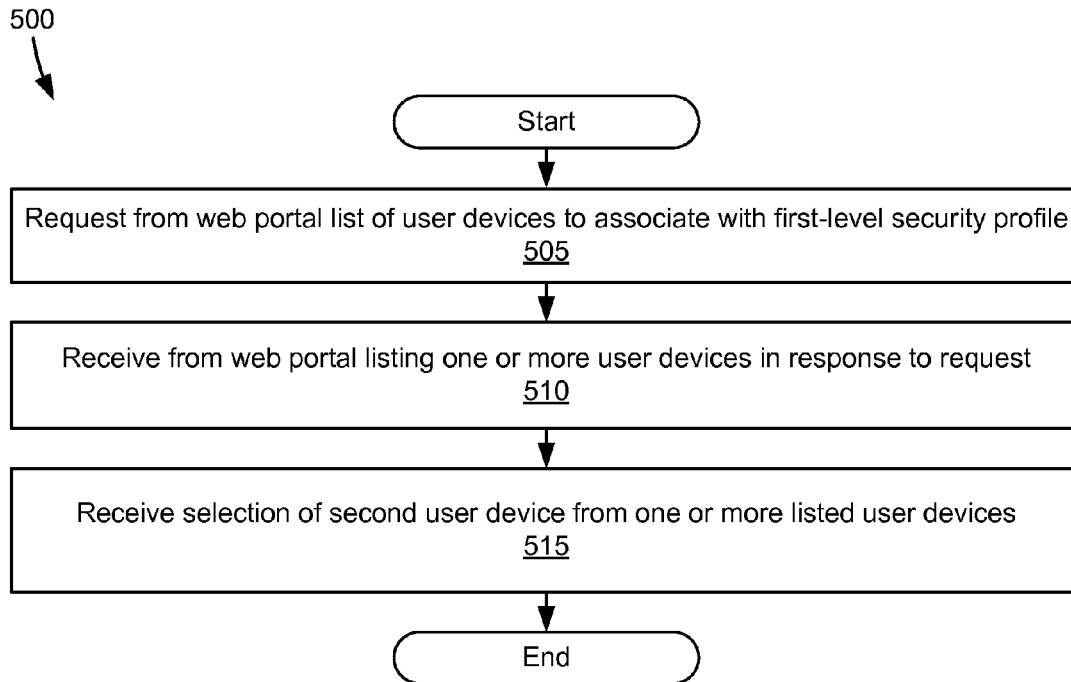 500
Start
Request from web portal list of user devices to associate with first-level security profile
505
Receive from web portal listing one or more user devices in response to request
510
Receive selection of second user device from one or more listed user devices
515
End